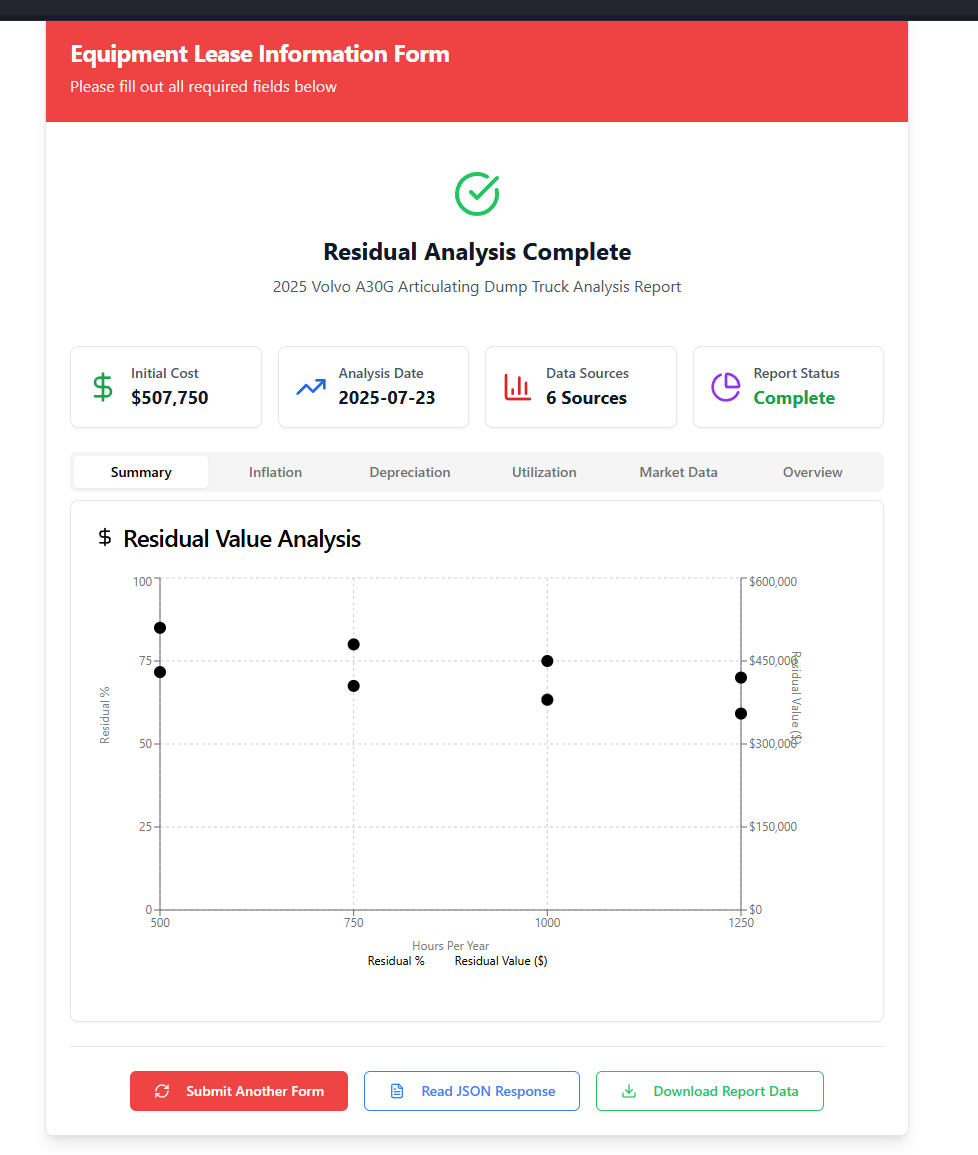 Equipment Lease Information Form
Please fill out all required fields below
Residual Analysis Complete
2025 Volvo A30G Articulating Dump Truck Analysis Report
Initial Cost
$507,750
Analysis Date
2025-07-23
Data Sources
6 Sources
Report Status
Complete
Summary
Inflation
Depreciation
Utilization
Market Data
Overview
$ Residual Value Analysis
100
75
50
25
0
Residual %
$600,000
$450,000
$300,000
$150,000
$0
Residual Value ($)
500
750
1000
1250
Hours Per Year
Residual %
Residual Value ($)
Submit Another Form
Read JSON Response
Download Report Data